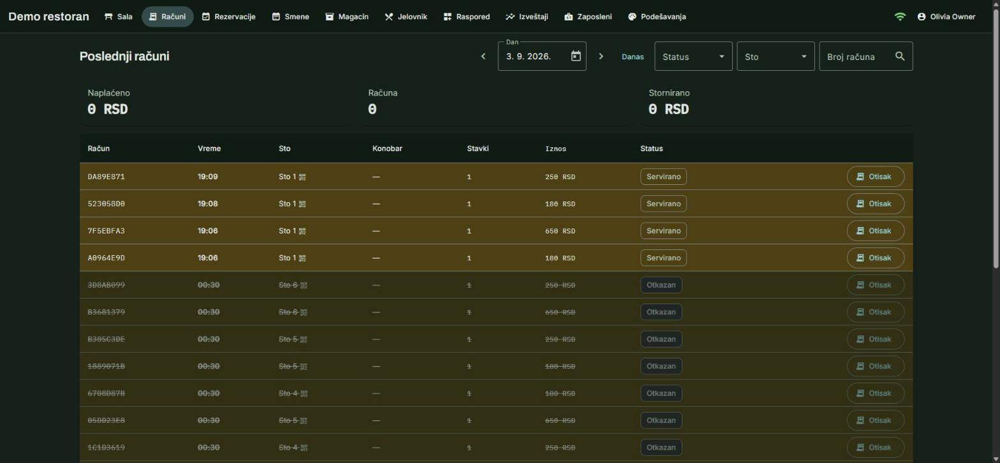 Demo restoran Sala Računi Rezervacije Smene Magacin Jelovnik Raspored Izveštaji Zaposleni Podešavanja Olivia Owner
Poslednji računi Dan 3. 9. 2026. Danas Status Sto Broj računa
Naplaćeno Računa Stornirano
0 RSD 0 0 RSD
Račun Vreme Sto Konobar Stavki Iznos Status
DA89E871 19:09 Sto 1 — 1 250 RSD Servirano Otisak
523058D0 19:08 Sto 1 — 1 180 RSD Servirano Otisak
7F5EBFA3 19:06 Sto 1 — 1 650 RSD Servirano Otisak
A0964E9D 19:06 Sto 1 — 1 180 RSD Servirano Otisak
3D8AB099 00:30 Sto 6 — 1 250 RSD Otkazan Otisak
B3681379 00:30 Sto 6 — 1 650 RSD Otkazan Otisak
B305C3DE 00:30 Sto 5 — 1 250 RSD Otkazan Otisak
1889071B 00:30 Sto 5 — 1 180 RSD Otkazan Otisak
6708D87B 00:30 Sto 4 — 1 180 RSD Otkazan Otisak
05DD23E8 00:30 Sto 5 — 1 650 RSD Otkazan Otisak
1C1D3619 00:30 Sto 4 — 1 250 RSD Otkazan Otisak